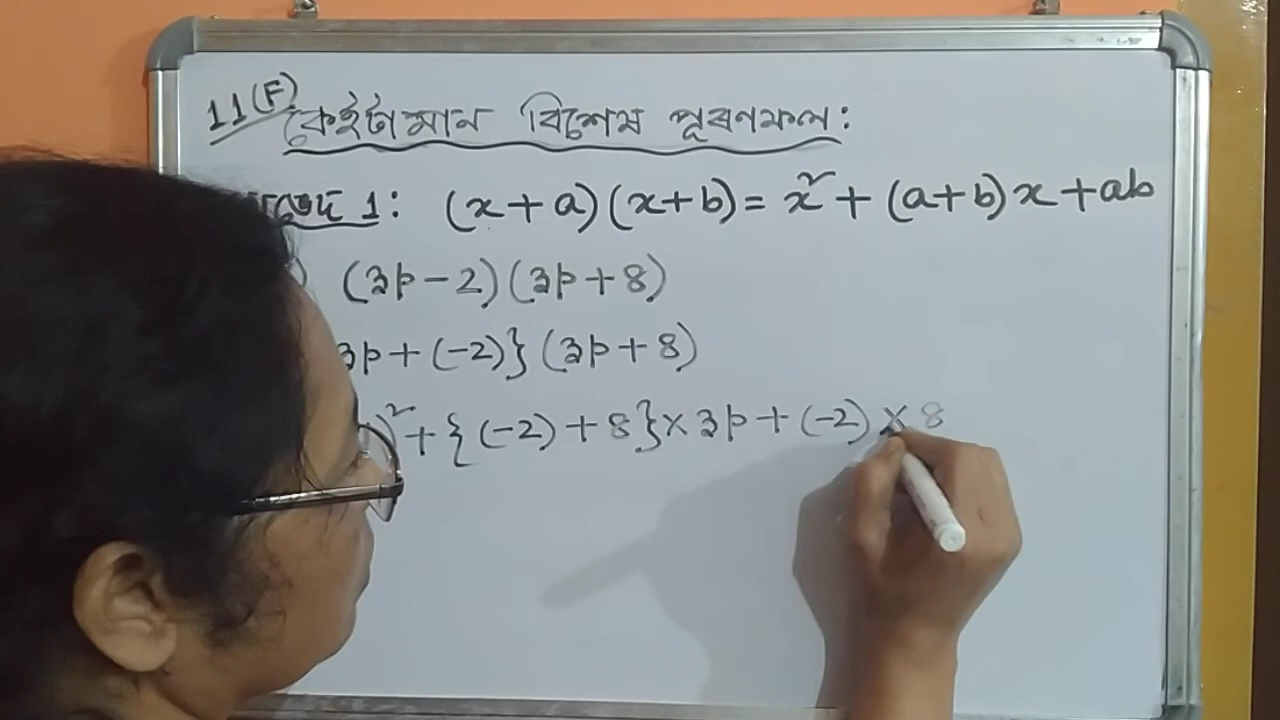 11(F) কেইটামান বিশেষ পূৰণফল:
1: (x+a)(x+b)= x²+(a+b)x+ab
(3p-2)(3p+8)
3p+(-2)}(3p+8)
)²+{(-2)+8}×3p+(-2)×8